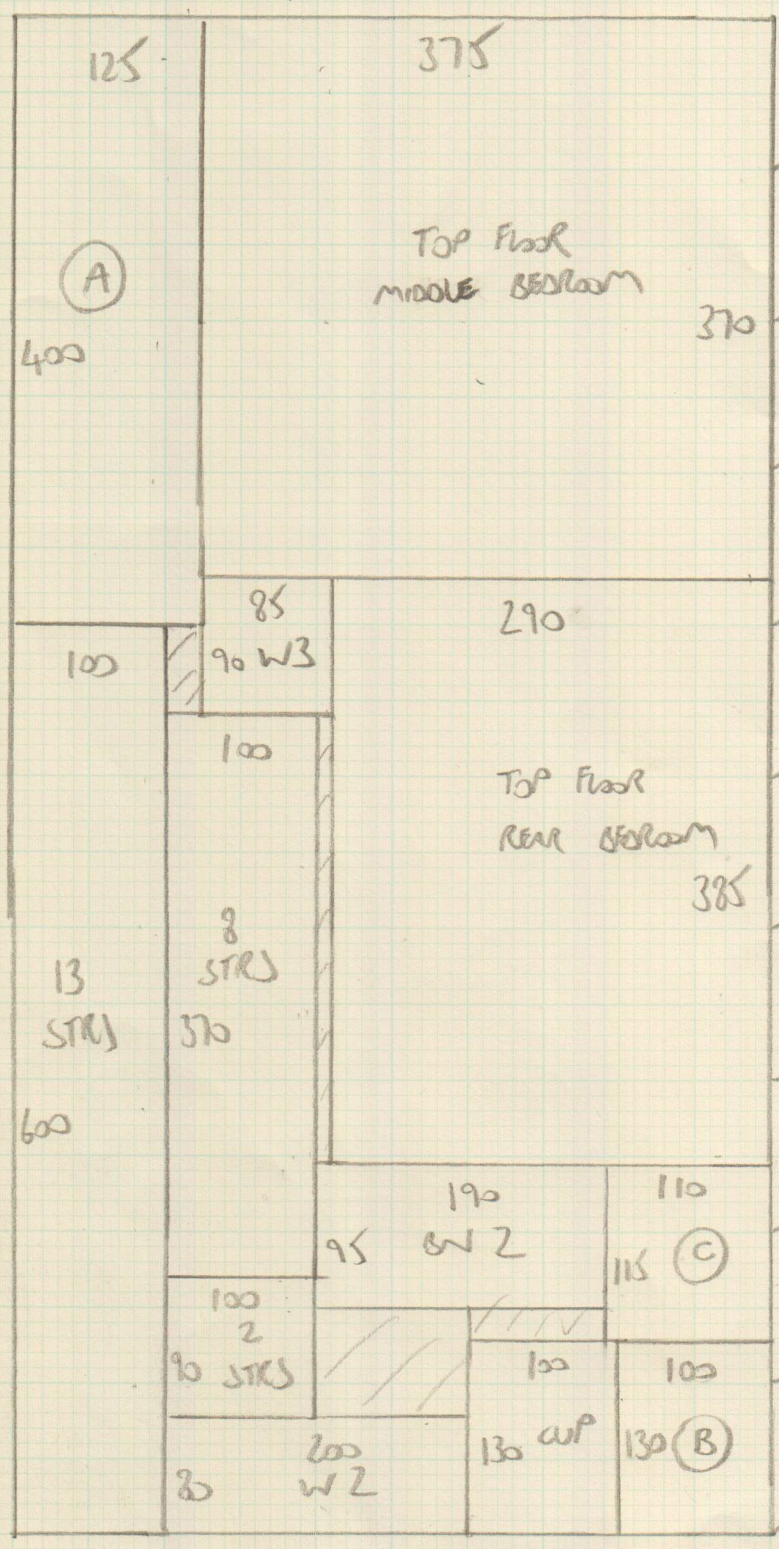 125
375
TOP FLOOR
MIDDLE BEDROOM
A
370
400
85
90 W3
290
100
100
TOP FLOOR
REAR BEDROOM
385
8
STRS
13
STRS
370
600
190
95 BW 2
110
115 C
100
2
90 STRS
100
130 CUP
100
130 B
200
80 W2